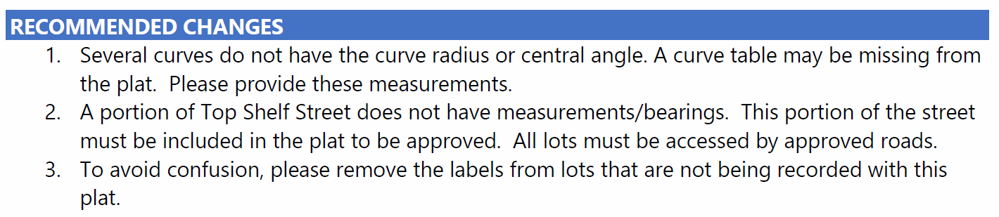 RECOMMENDED CHANGES
1. Several curves do not have the curve radius or central angle. A curve table may be missing from
the plat.  Please provide these measurements.
2. A portion of Top Shelf Street does not have measurements/bearings.  This portion of the street
must be included in the plat to be approved.  All lots must be accessed by approved roads.
3. To avoid confusion, please remove the labels from lots that are not being recorded with this
plat.